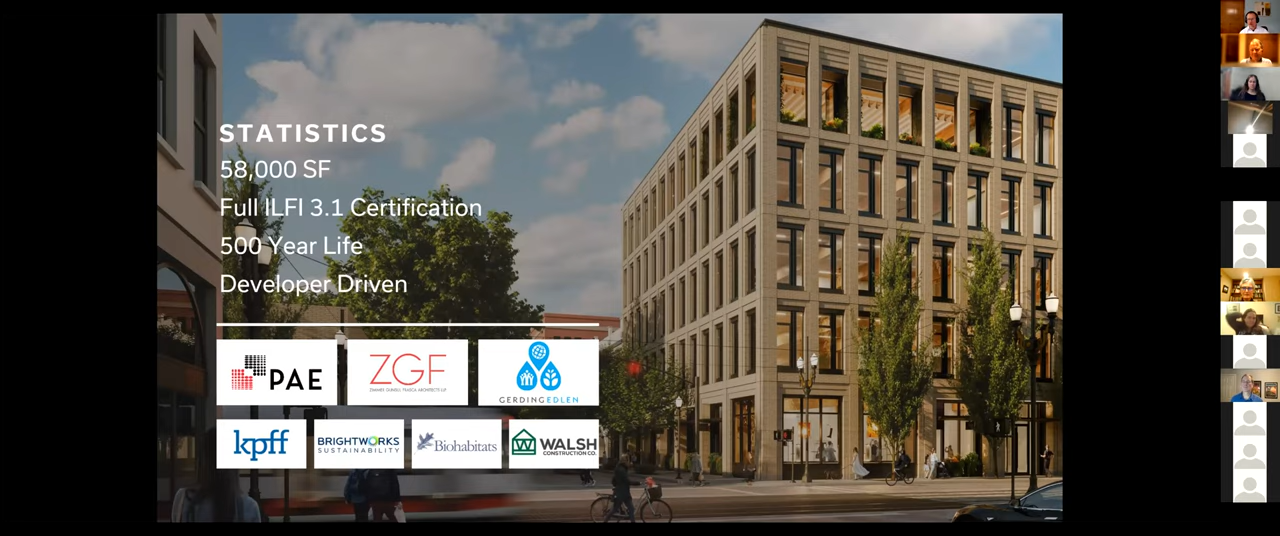 STATISTICS
58,000 SF
Full ILFI 3.1 Certification
500 Year Life
Developer Driven
PAE
ZGF
ZIMMER GUNSUL FRASCA ARCHITECTS LLP
GERDINGEDLEN
kpff
BRIGHTWORKS
SUSTAINABILITY
Biohabitats
W WALSH
CONSTRUCTION CO.